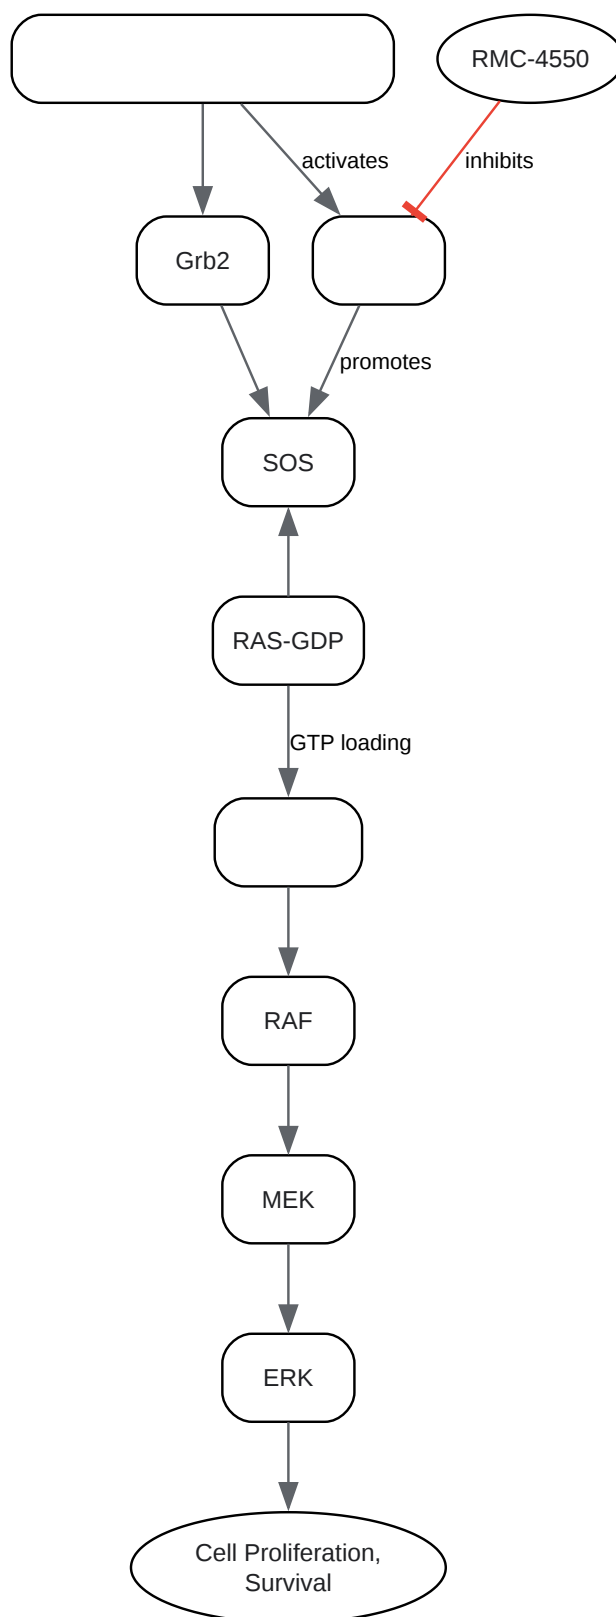 RMC-4550
activates
inhibits
Grb2
promotes
SOS
RAS-GDP
GTP loading
RAF
MEK
ERK
Cell Proliferation,
Survival